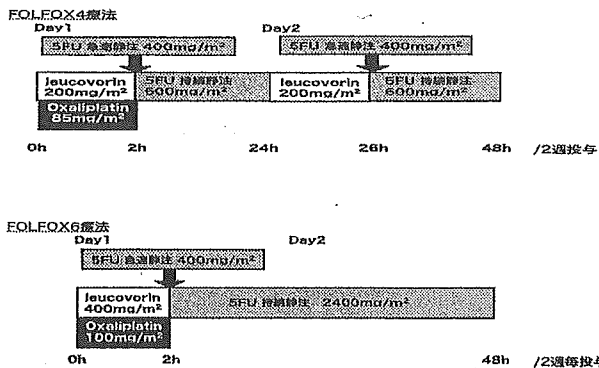 FOLFOX4療法
Day1
Day2
5FU 急速静注 400mg/m²
5FU 急速静注 400mg/m²
leucovorin
200mg/m²
5FU 持続静注
600mg/m²
leucovorin
200mg/m²
5FU 持続静注
600mg/m²
Oxaliplatin
85mg/m²
0h
2h
24h
26h
48h
/2週投与
FOLFOX6療法
Day1
Day2
5FU 急速静注 400mg/m²
leucovorin
400mg/m²
5FU 持続静注 2400mg/m²
Oxaliplatin
100mg/m²
0h
2h
48h
/2週毎投与